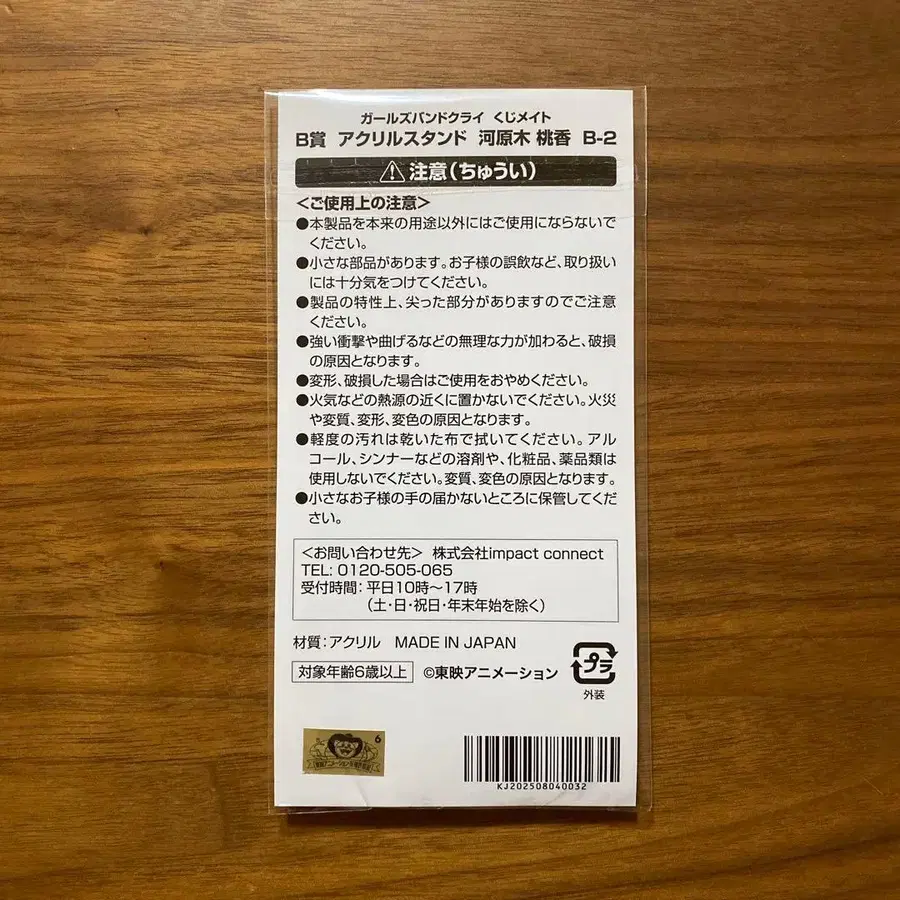 ガールズバンドクライ くじメイト
B賞 アクリルスタンド 河原木 桃香 B-2
注意(ちゅうい)
<ご使用上の注意>
●本製品を本来の用途以外にはご使用にならないで
ください。
●小さな部品があります。お子様の誤飲など、取り扱い
には十分気をつけてください。
●製品の特性上、尖った部分がありますのでご注意
ください。
●強い衝撃や曲げるなどの無理な力が加わると、破損
の原因となります。
●変形、破損した場合はご使用をおやめください。
●火気などの熱源の近くに置かないでください。火災
や変質、変形、変色の原因となります。
●軽度の汚れは乾いた布で拭いてください。アル
コール、シンナーなどの溶剤や、化粧品、薬品類は
使用しないでください。変質、変色の原因となります。
●小さなお子様の手の届かないところに保管してくだ
さい。
<お問い合わせ先> 株式会社impact connect
TEL: 0120-505-065
受付時間: 平日10時~17時
(土・日・祝日・年末年始を除く)
材質:アクリル MADE IN JAPAN
対象年齢6歳以上 ©東映アニメーション
プラ
外装
6
KJ202508040032